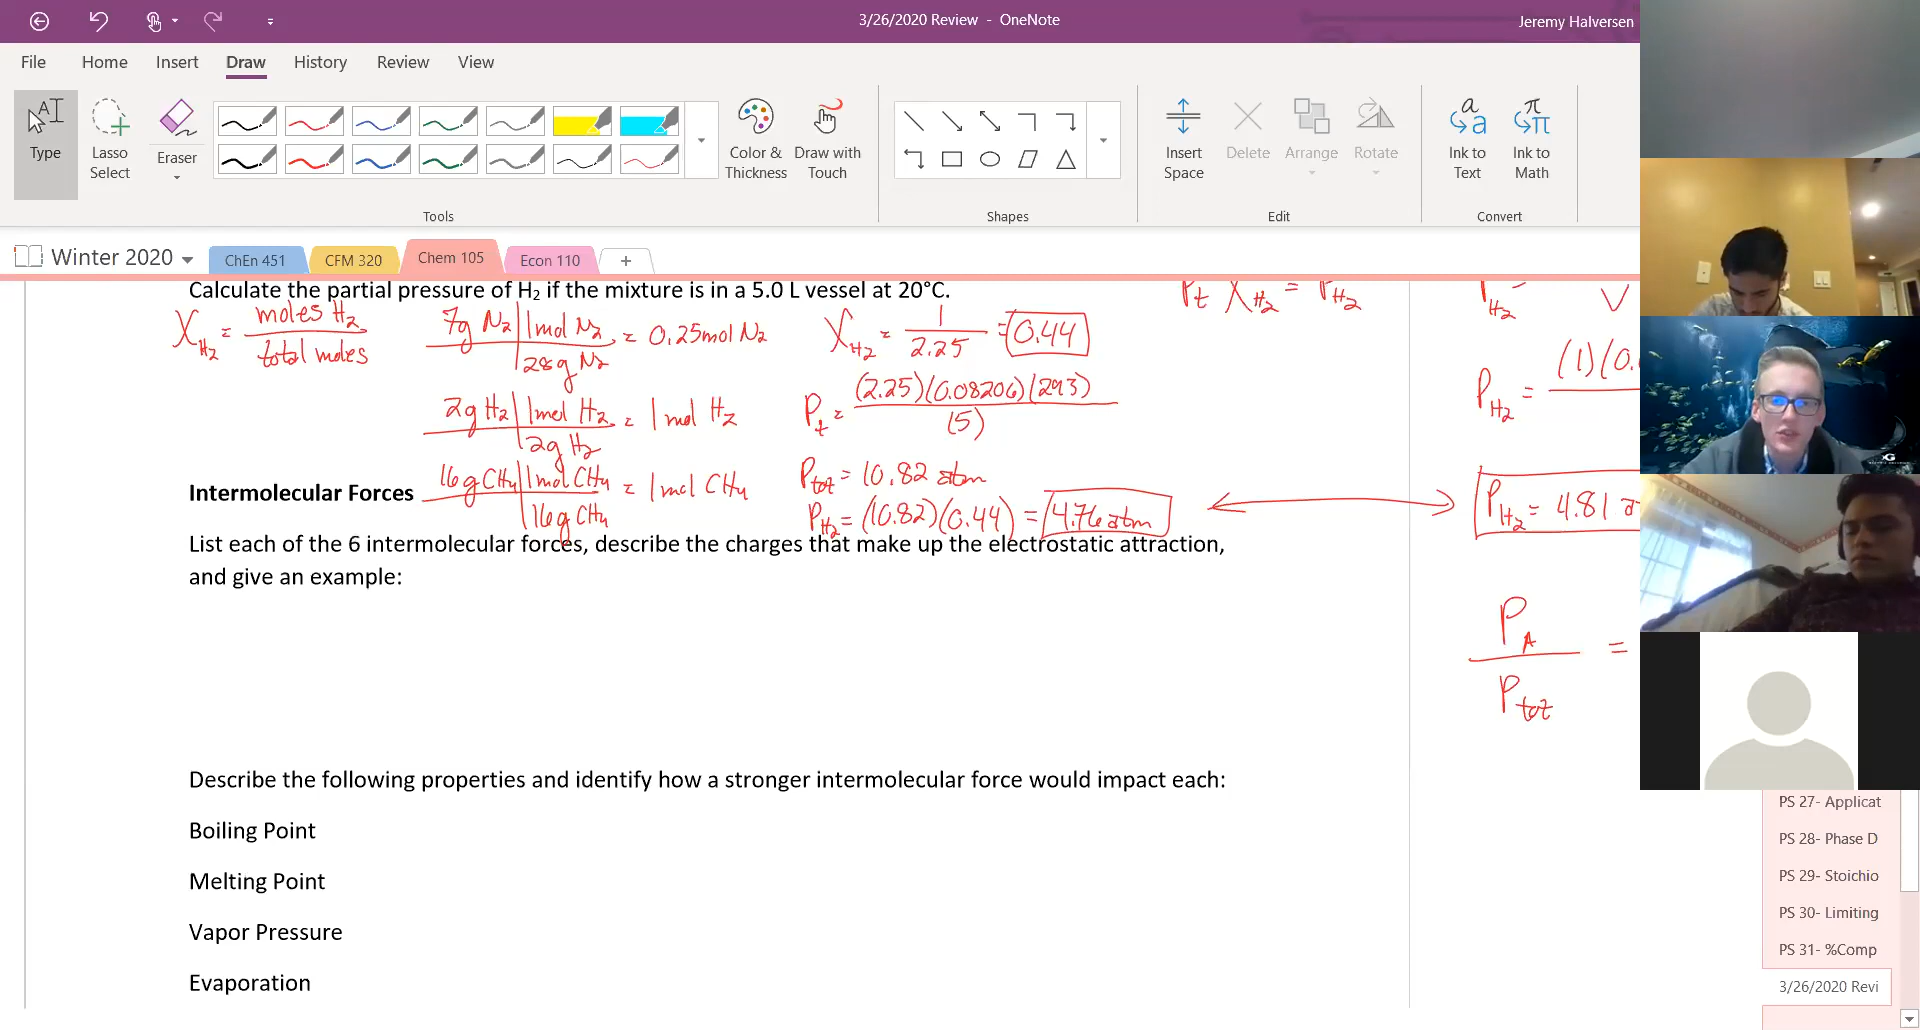 3/26/2020 Review - OneNote
Jeremy Halversen
File Home Insert Draw History Review View
Type
Lasso Select
Eraser
Color & Thickness
Draw with Touch
Insert Space
Delete
Arrange
Rotate
Ink to Text
Ink to Math
Tools
Shapes
Edit
Convert
Winter 2020
ChEn 451
CFM 320
Chem 105
Econ 110
+
Calculate the partial pressure of H₂ if the mixture is in a 5.0 L vessel at 20°C.
P_t X_H₂ = P_H₂
P_H₂ =
V
X_H₂ = moles H₂ / total moles
7g N₂ | 1mol N₂ / 28g N₂ = 0.25mol N₂
X_H₂ = 1 / 2.25 = 0.44
2g H₂ | 1mol H₂ / 2g H₂ = 1mol H₂
P_t = (2.25)(0.08206)(293) / (5)
P_H₂ = (1)(0.0
16g CH₄ | 1mol CH₄ / 16g CH₄ = 1mol CH₄
P_tot = 10.82 atm
P_H₂ = (10.82)(0.44) = 4.76 atm
P_H₂ = 4.81
Intermolecular Forces
List each of the 6 intermolecular forces, describe the charges that make up the electrostatic attraction,
and give an example:
P_A / P_tot =
Describe the following properties and identify how a stronger intermolecular force would impact each:
Boiling Point
Melting Point
Vapor Pressure
Evaporation
PS 27- Applicat
PS 28- Phase D
PS 29- Stoichio
PS 30- Limiting
PS 31- %Comp
3/26/2020 Revi